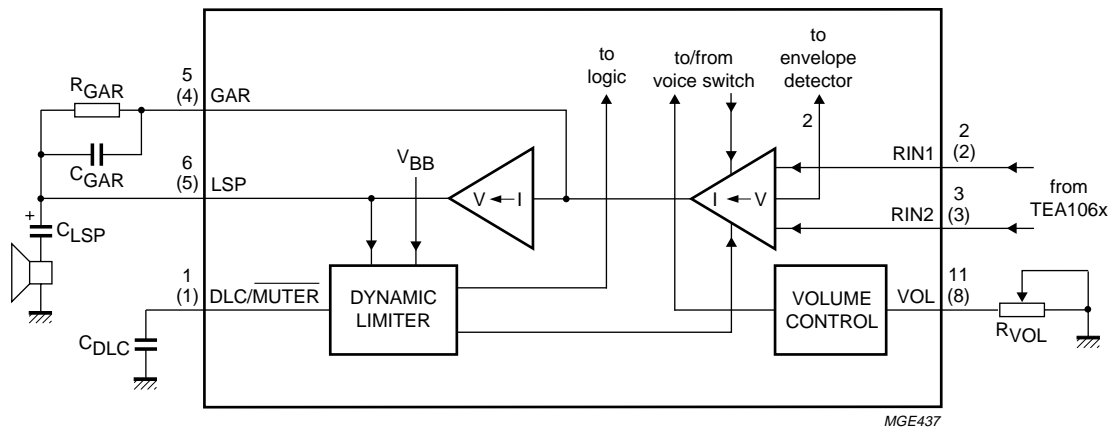 to
logic
to/from
voice switch
to
envelope
detector
5
(4)
RGAR
GAR
CGAR
6
(5)
LSP
VBB
V
I
I
V
2
RIN1
2
(2)
RIN2
3
(3)
from
TEA106x
+
CLSP
1
(1)
DLC/MUTER
CDLC
DYNAMIC
LIMITER
VOLUME
CONTROL
VOL
11
(8)
RVOL
MGE437